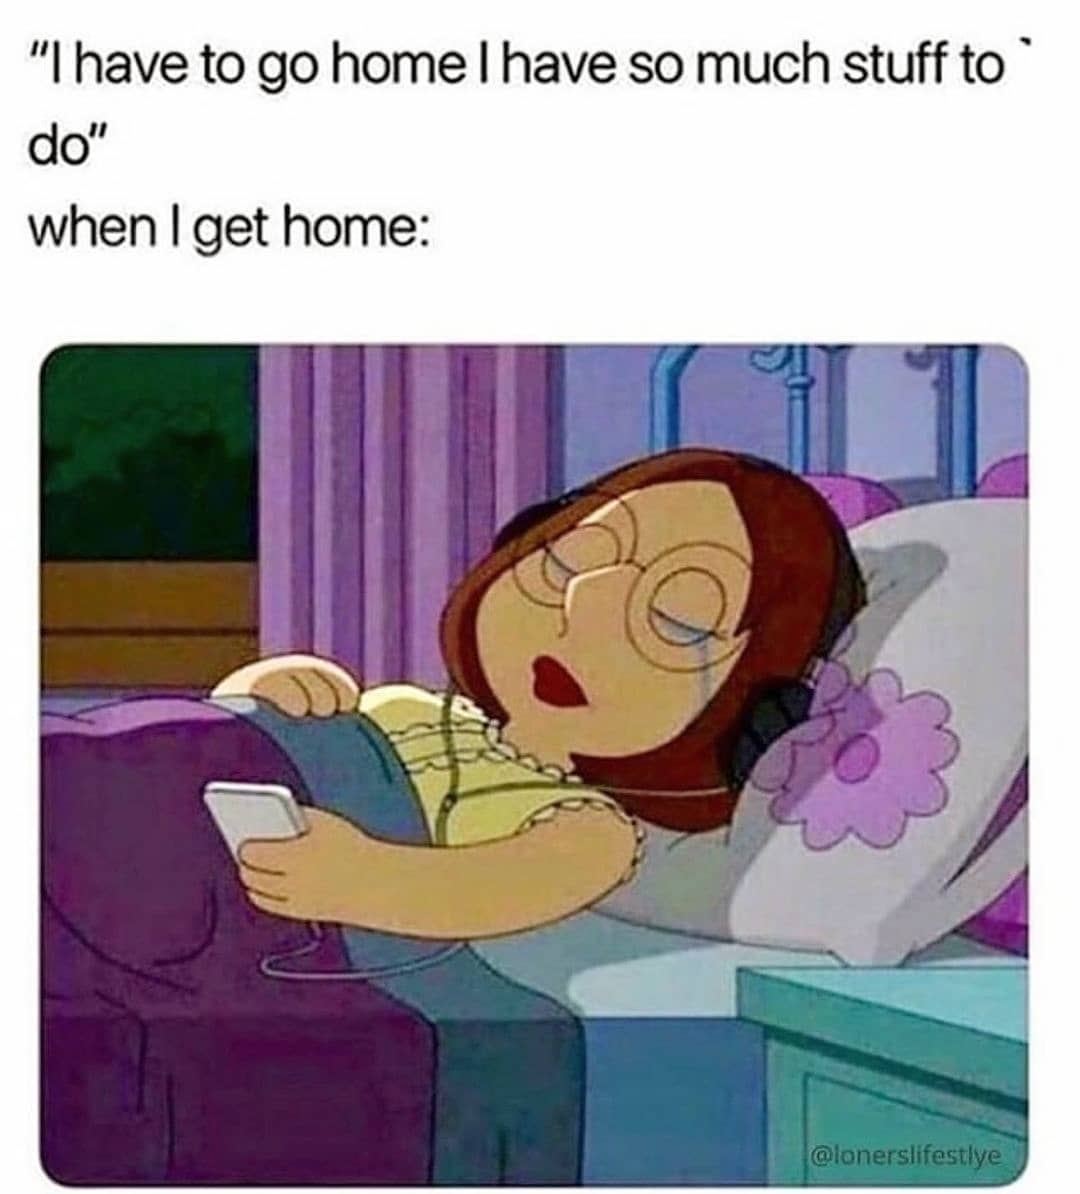 "I have to go home I have so much stuff to
do"
when I get home:
@lonerslifestlye